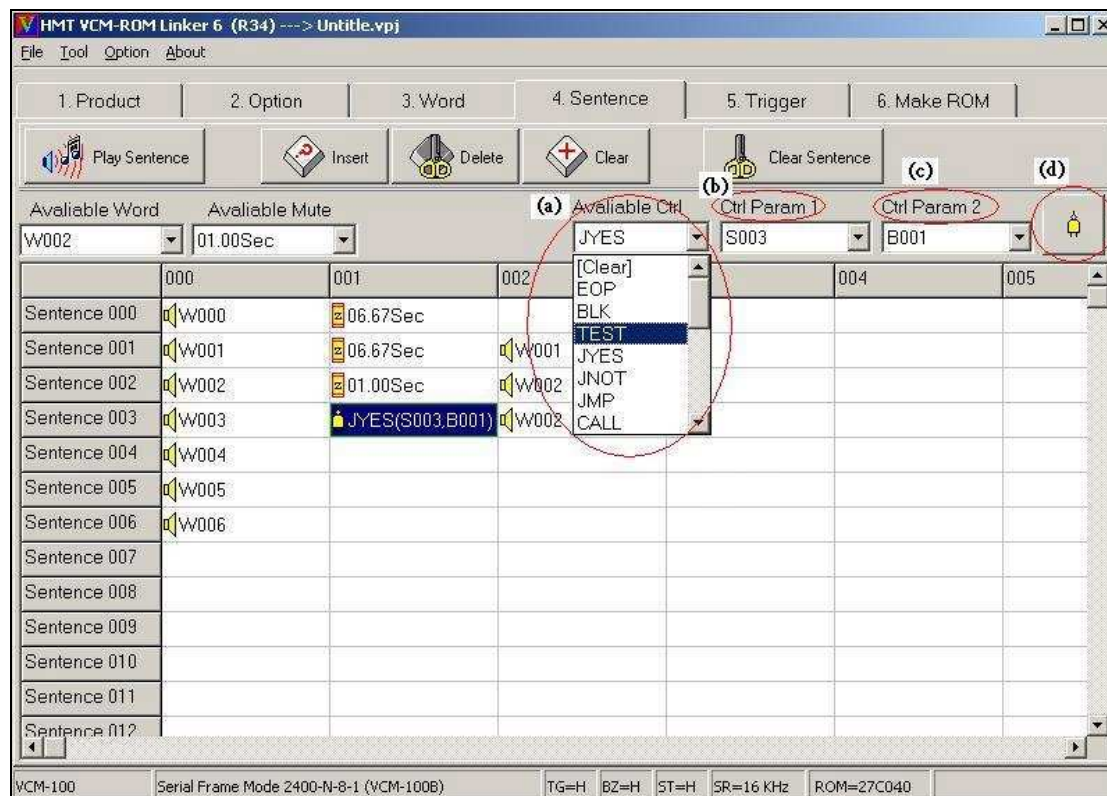 HMT VCM-ROM Linker 6 (R34) ---> Untitle.vpj
File Tool Option About
1. Product 2. Option 3. Word 4. Sentence 5. Trigger 6. Make ROM
Play Sentence Insert Delete Clear Clear Sentence
(a) (b) (c) (d)
Avaliable Word Avaliable Mute Avaliable Ctrl Ctrl Param 1 Ctrl Param 2
W002 01.00Sec JYES S003 B001
[Clear]
EOP
BLK
TEST
JYES
JNOT
JMP
CALL
000 001 002 004 005
Sentence 000 W000 06.67Sec
Sentence 001 W001 06.67Sec W001
Sentence 002 W002 01.00Sec W002
Sentence 003 W003 JYES(S003,B001) W002
Sentence 004 W004
Sentence 005 W005
Sentence 006 W006
Sentence 007
Sentence 008
Sentence 009
Sentence 010
Sentence 011
Sentence 012
VCM-100 Serial Frame Mode 2400-N-8-1 (VCM-100B) TG=H BZ=H ST=H SR=16 KHz ROM=27C040